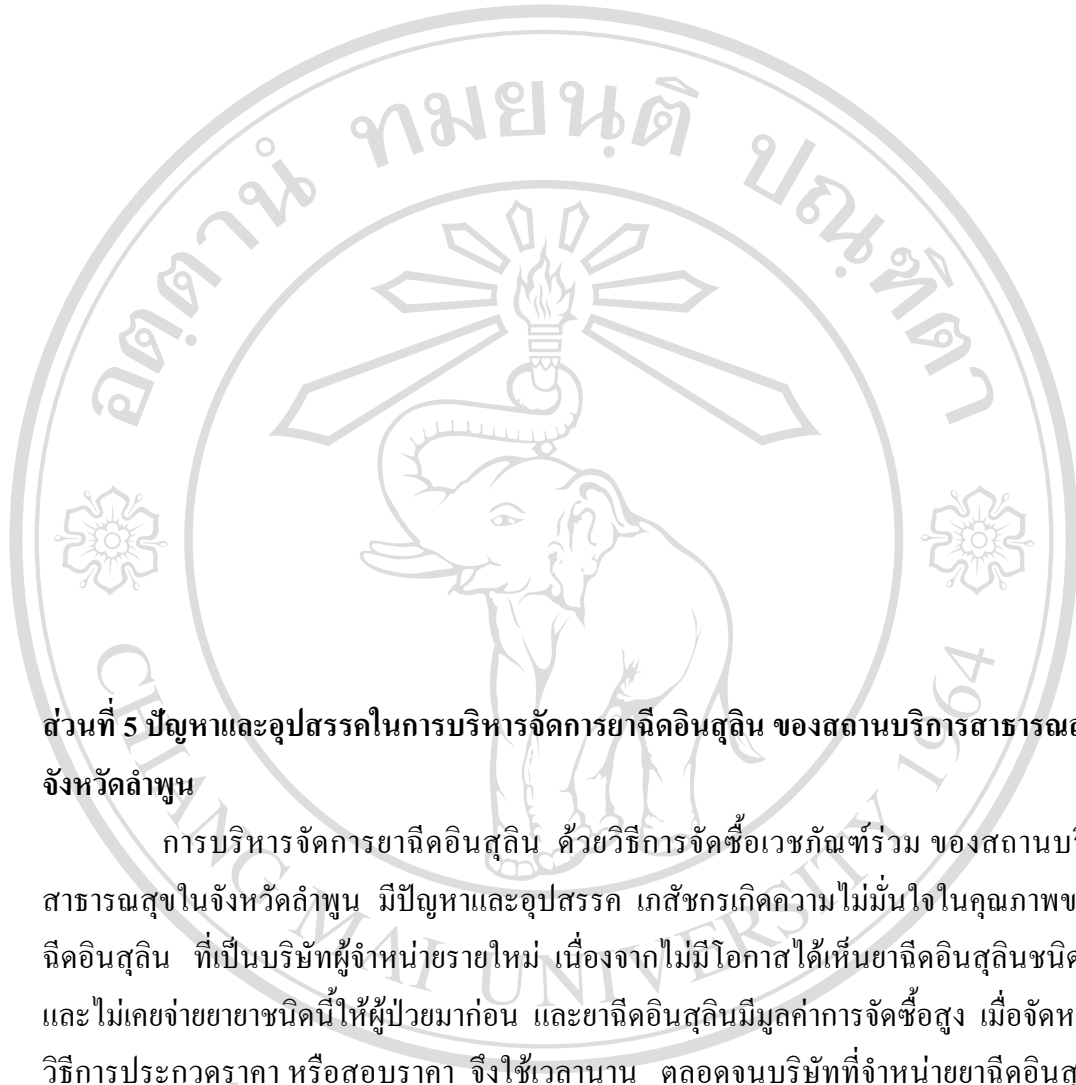 อตฺตานํ ทมยนฺติ ปณฺฑิตา
ส่วนที่ 5 ปัญหาและอุปสรรคในการบริหารจัดการยาฉีดอินสุลิน ของสถานบริการสาธารณส
จังหวัดลำพูน
การบริหารจัดการยาฉีดอินสุลิน ด้วยวิธีการจัดซื้อเวชภัณฑ์ร่วม ของสถานบริ
สาธารณสุขในจังหวัดลำพูน มีปัญหาและอุปสรรค เภสัชกรเกิดความไม่มั่นใจในคุณภาพข
ฉีดอินสุลิน ที่เป็นบริษัทผู้จำหน่ายรายใหม่ เนื่องจากไม่มีโอกาสได้เห็นยาฉีดอินสุลินชนิด
และไม่เคยจ่ายยายาชนิดนี้ให้ผู้ป่วยมาก่อน และยาฉีดอินสุลินมีมูลค่าการจัดซื้อสูง เมื่อจัดห
วิธีการประกวดราคา หรือสอบราคา จึงใช้เวลานาน ตลอดจนบริษัทที่จำหน่ายยาฉีดอินสุ
CHIANG MAI UNIVERSITY 1964